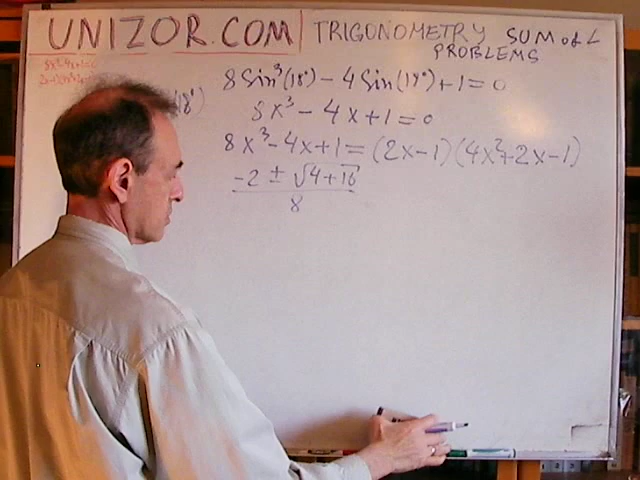 UNIZOR.COM | TRIGONOMETRY SUM of ∠
PROBLEMS
8 Sin³(18°) − 4 Sin(18°) + 1 = 0
8x³ − 4x + 1 = 0
8x³ − 4x + 1 = (2x−1)(4x²+2x−1)
-2 ± √4+16
8